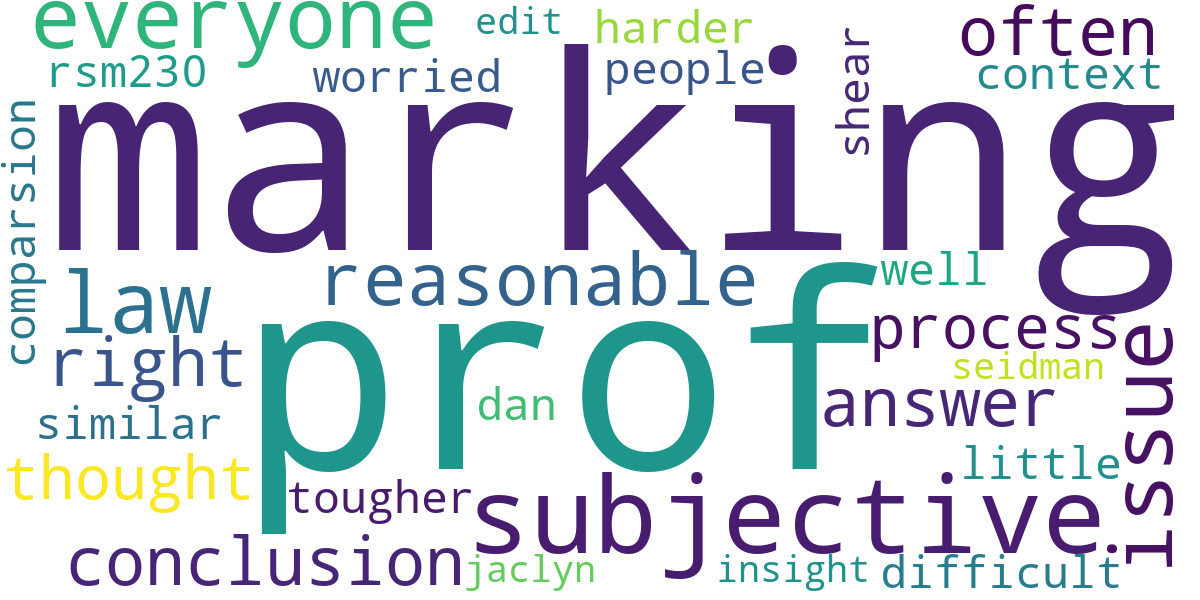 everyone
edit
harder
often
rsm230
worried
people
shear
context
marking
comparsion
law
reasonable
well
right
prof
process
issue
similar
dan
seidman
answer
thought
tougher
subjective
little
conclusion
jaclyn
insight
difficult